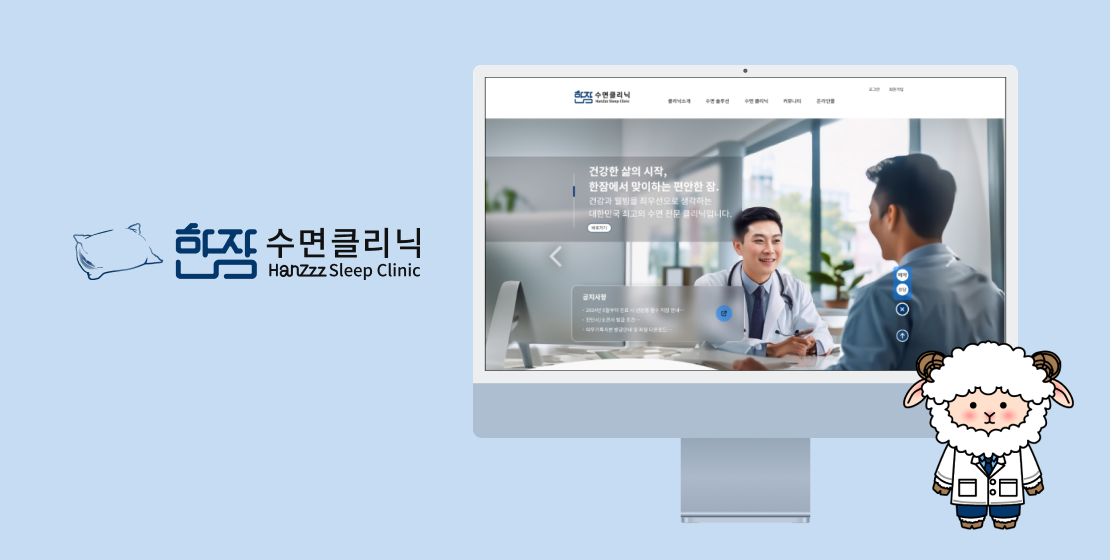 한잠 수면클리닉
HanZzz Sleep Clinic
한잠 수면클리닉
HanZzz Sleep Clinic
로그인 회원가입
클리닉소개 수면 솔루션 수면 클리닉 커뮤니티 온라인몰
건강한 삶의 시작,
한잠에서 맞이하는 편안한 잠.
건강과 웰빙을 최우선으로 생각하는
대한민국 최고의 수면 전문 클리닉입니다.
바로가기
예약
상담
공지사항